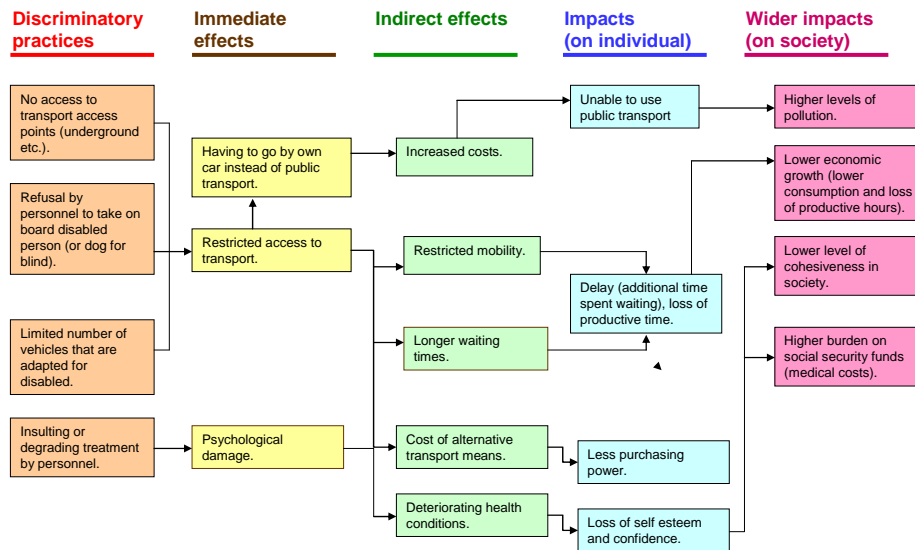 Discriminatory
practices
Immediate
effects
Indirect effects
Impacts
(on individual)
Wider impacts
(on society)
No access to
transport access
points (underground
etc.).
Refusal by
personnel to take on
board disabled
person (or dog for
blind).
Limited number of
vehicles that are
adapted for
disabled.
Insulting or
degrading treatment
by personnel.
Having to go by own
car instead of public
transport.
Restricted access to
transport.
Psychological
damage.
Increased costs.
Restricted mobility.
Longer waiting
times.
Cost of alternative
transport means.
Deteriorating health
conditions.
Unable to use
public transport
Delay (additional time
spent waiting), loss of
productive time.
Less purchasing
power.
Loss of self esteem
and confidence.
Higher levels of
pollution.
Lower economic
growth (lower
consumption and loss
of productive hours).
Lower level of
cohesiveness in
society.
Higher burden on
social security funds
(medical costs).